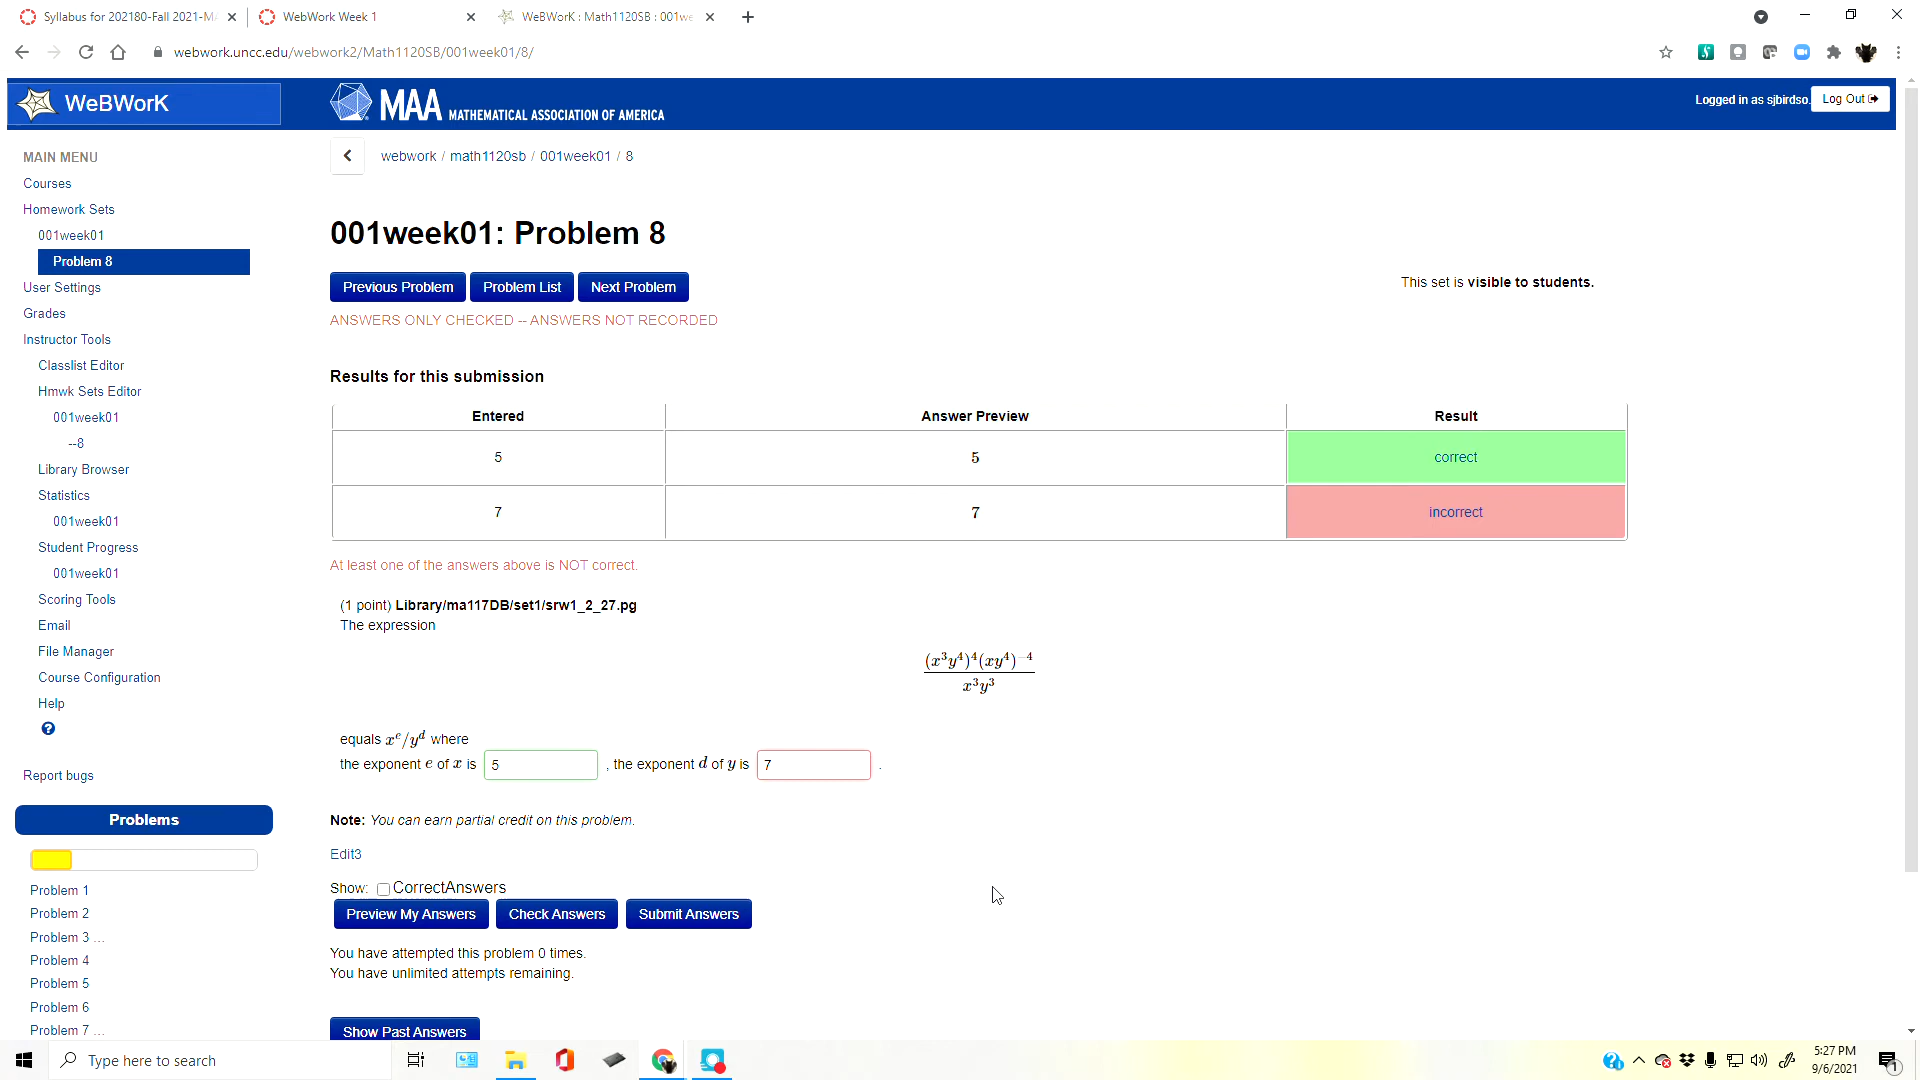 Syllabus for 202180-Fall 2021-MA
WebWork Week 1
WeBWorK : Math1120SB : 001we
webwork.uncc.edu/webwork2/Math1120SB/001week01/8/
WeBWorK
MAA MATHEMATICAL ASSOCIATION OF AMERICA
Logged in as sjbirdso.
Log Out
MAIN MENU
Courses
Homework Sets
001week01
Problem 8
User Settings
Grades
Instructor Tools
Classlist Editor
Hmwk Sets Editor
001week01
--8
Library Browser
Statistics
001week01
Student Progress
001week01
Scoring Tools
Email
File Manager
Course Configuration
Help
Report bugs
Problems
Problem 1
Problem 2
Problem 3 ...
Problem 4
Problem 5
Problem 6
Problem 7 ...
webwork / math1120sb / 001week01 / 8
001week01: Problem 8
Previous Problem Problem List Next Problem
This set is visible to students.
ANSWERS ONLY CHECKED -- ANSWERS NOT RECORDED
Results for this submission
Entered Answer Preview Result
5 5 correct
7 7 incorrect
At least one of the answers above is NOT correct.
(1 point) Library/ma117DB/set1/srw1_2_27.pg
The expression
(x³y⁴)⁴(xy⁴)⁻⁴
x³y³
equals x^e/y^d where
the exponent e of x is 5 , the exponent d of y is 7 .
Note: You can earn partial credit on this problem.
Edit3
Show: CorrectAnswers
Preview My Answers Check Answers Submit Answers
You have attempted this problem 0 times.
You have unlimited attempts remaining.
Show Past Answers
Type here to search
5:27 PM
9/6/2021
1